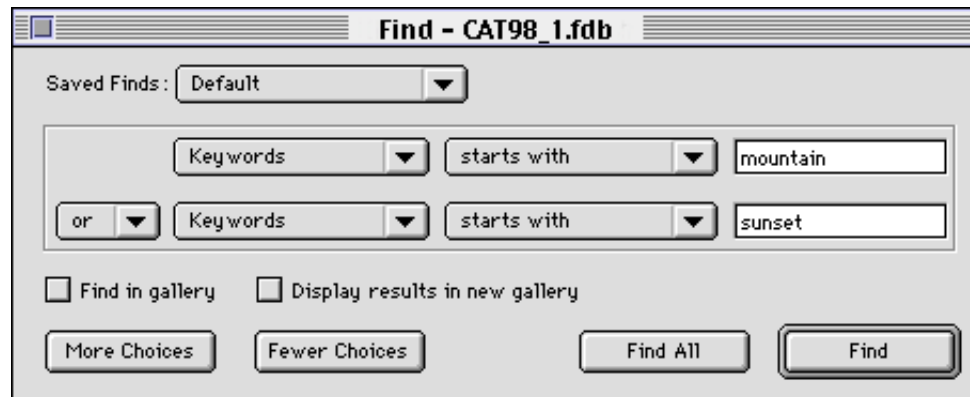 Find - CAT98_1.fdb
Saved Finds: Default
Keywords starts with mountain
or Keywords starts with sunset
Find in gallery Display results in new gallery
More Choices Fewer Choices Find All Find